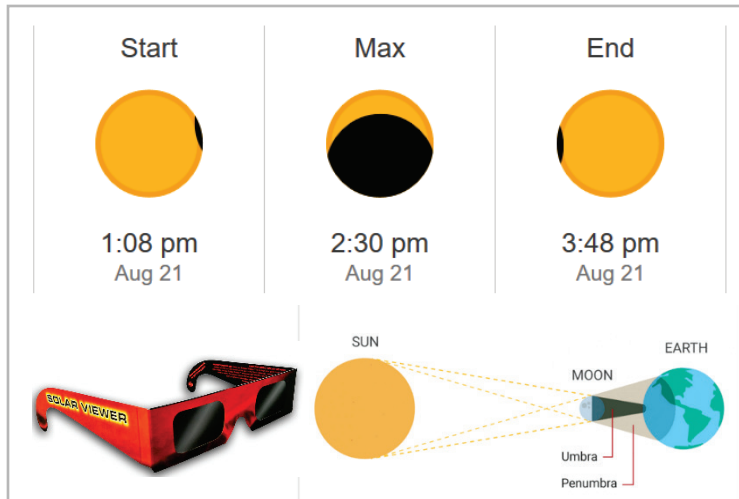 Start
1:08 pm
Aug 21
Max
2:30 pm
Aug 21
End
3:48 pm
Aug 21
SOLAR VIEWER
SUN
MOON
EARTH
Umbra
Penumbra